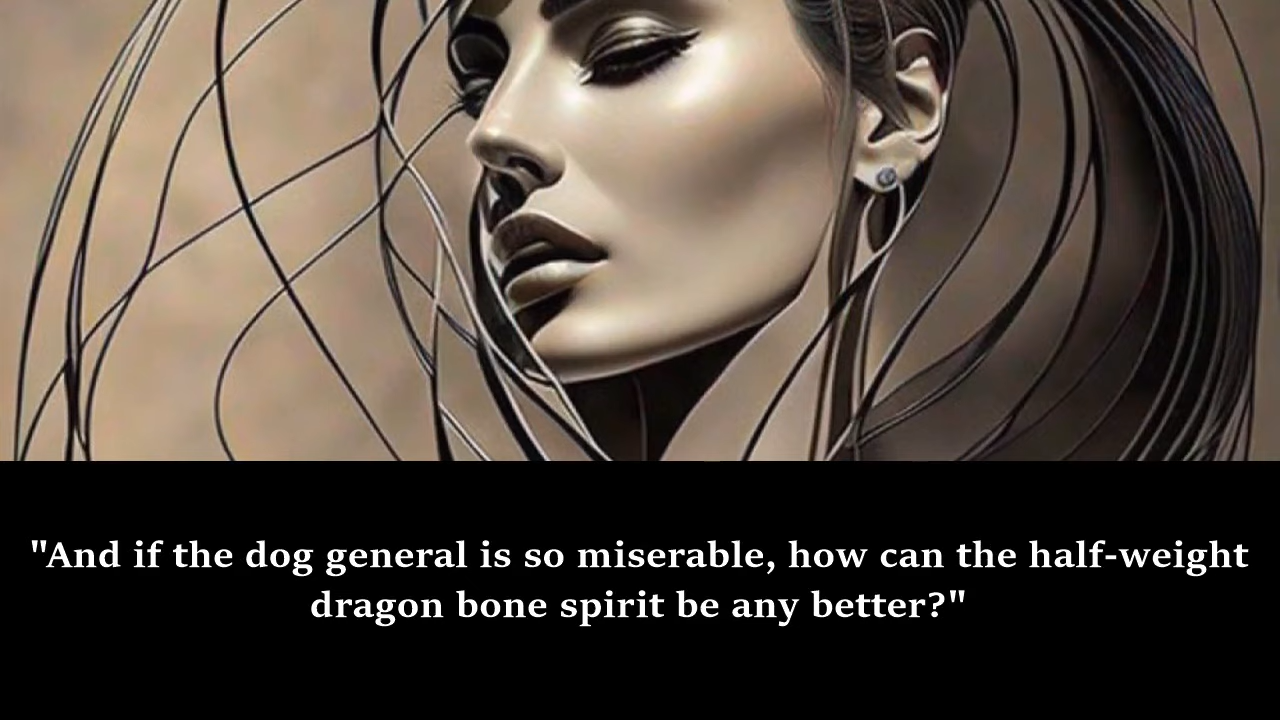 "And if the dog general is so miserable, how can the half-weight
dragon bone spirit be any better?"